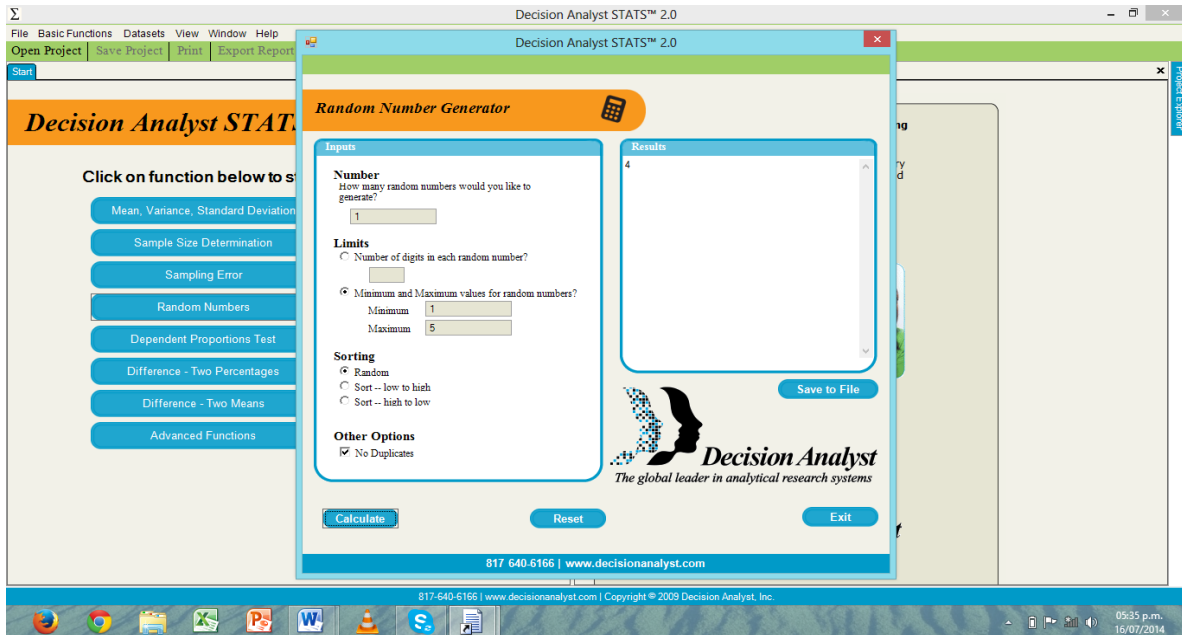 Σ Decision Analyst STATS™ 2.0
File Basic Functions Datasets View Window Help
Open Project Save Project Print Export Report
Start
Project Explorer
Decision Analyst STATS
Click on function below to s
Mean, Variance, Standard Deviation
Sample Size Determination
Sampling Error
Random Numbers
Dependent Proportions Test
Difference - Two Percentages
Difference - Two Means
Advanced Functions
Decision Analyst STATS™ 2.0
Random Number Generator
Inputs
Number
How many random numbers would you like to
generate?
1
Limits
Number of digits in each random number?
Minimum and Maximum values for random numbers?
Minimum 1
Maximum 5
Sorting
Random
Sort -- low to high
Sort -- high to low
Other Options
No Duplicates
Results
4
Save to File
Decision Analyst
The global leader in analytical research systems
Calculate
Reset
Exit
817 640-6166 | www.decisionanalyst.com
817-640-6166 | www.decisionanalyst.com | Copyright © 2009 Decision Analyst, Inc.
05:35 p.m.
16/07/2014